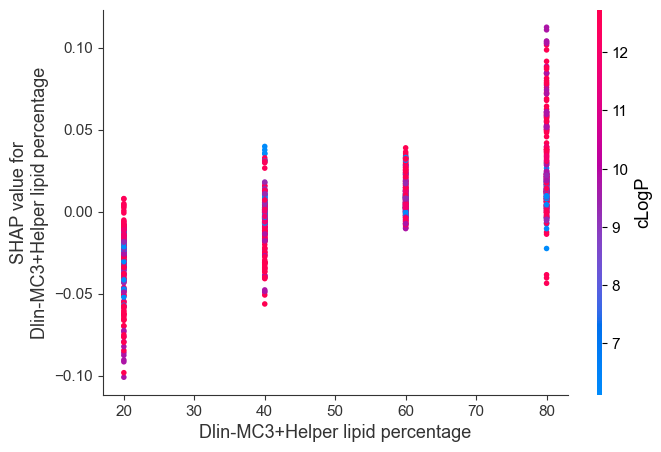 0.10
0.05
0.00
−0.05
−0.10
SHAP value for
Dlin-MC3+Helper lipid percentage
20 30 40 50 60 70 80
Dlin-MC3+Helper lipid percentage
12
11
10
9
8
7
cLogP